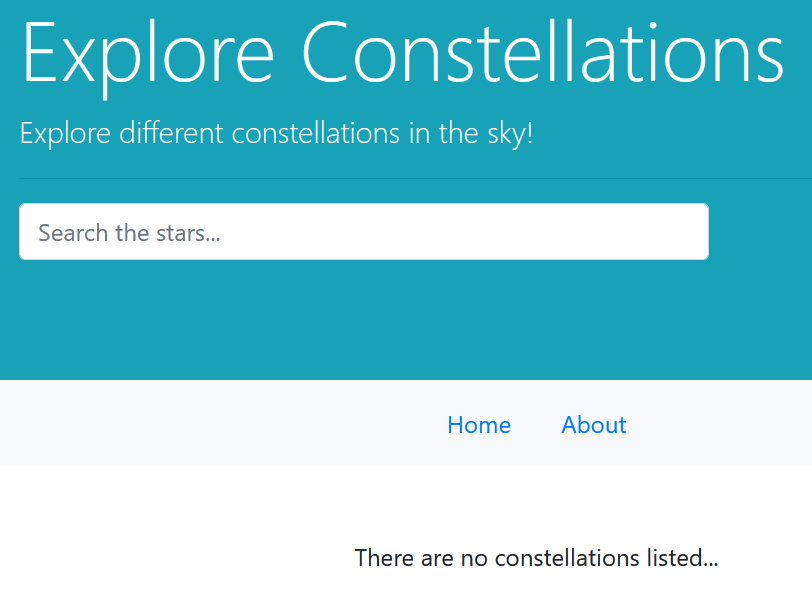 Explore Constellations
Explore different constellations in the sky!
Search the stars...
Home About
There are no constellations listed...